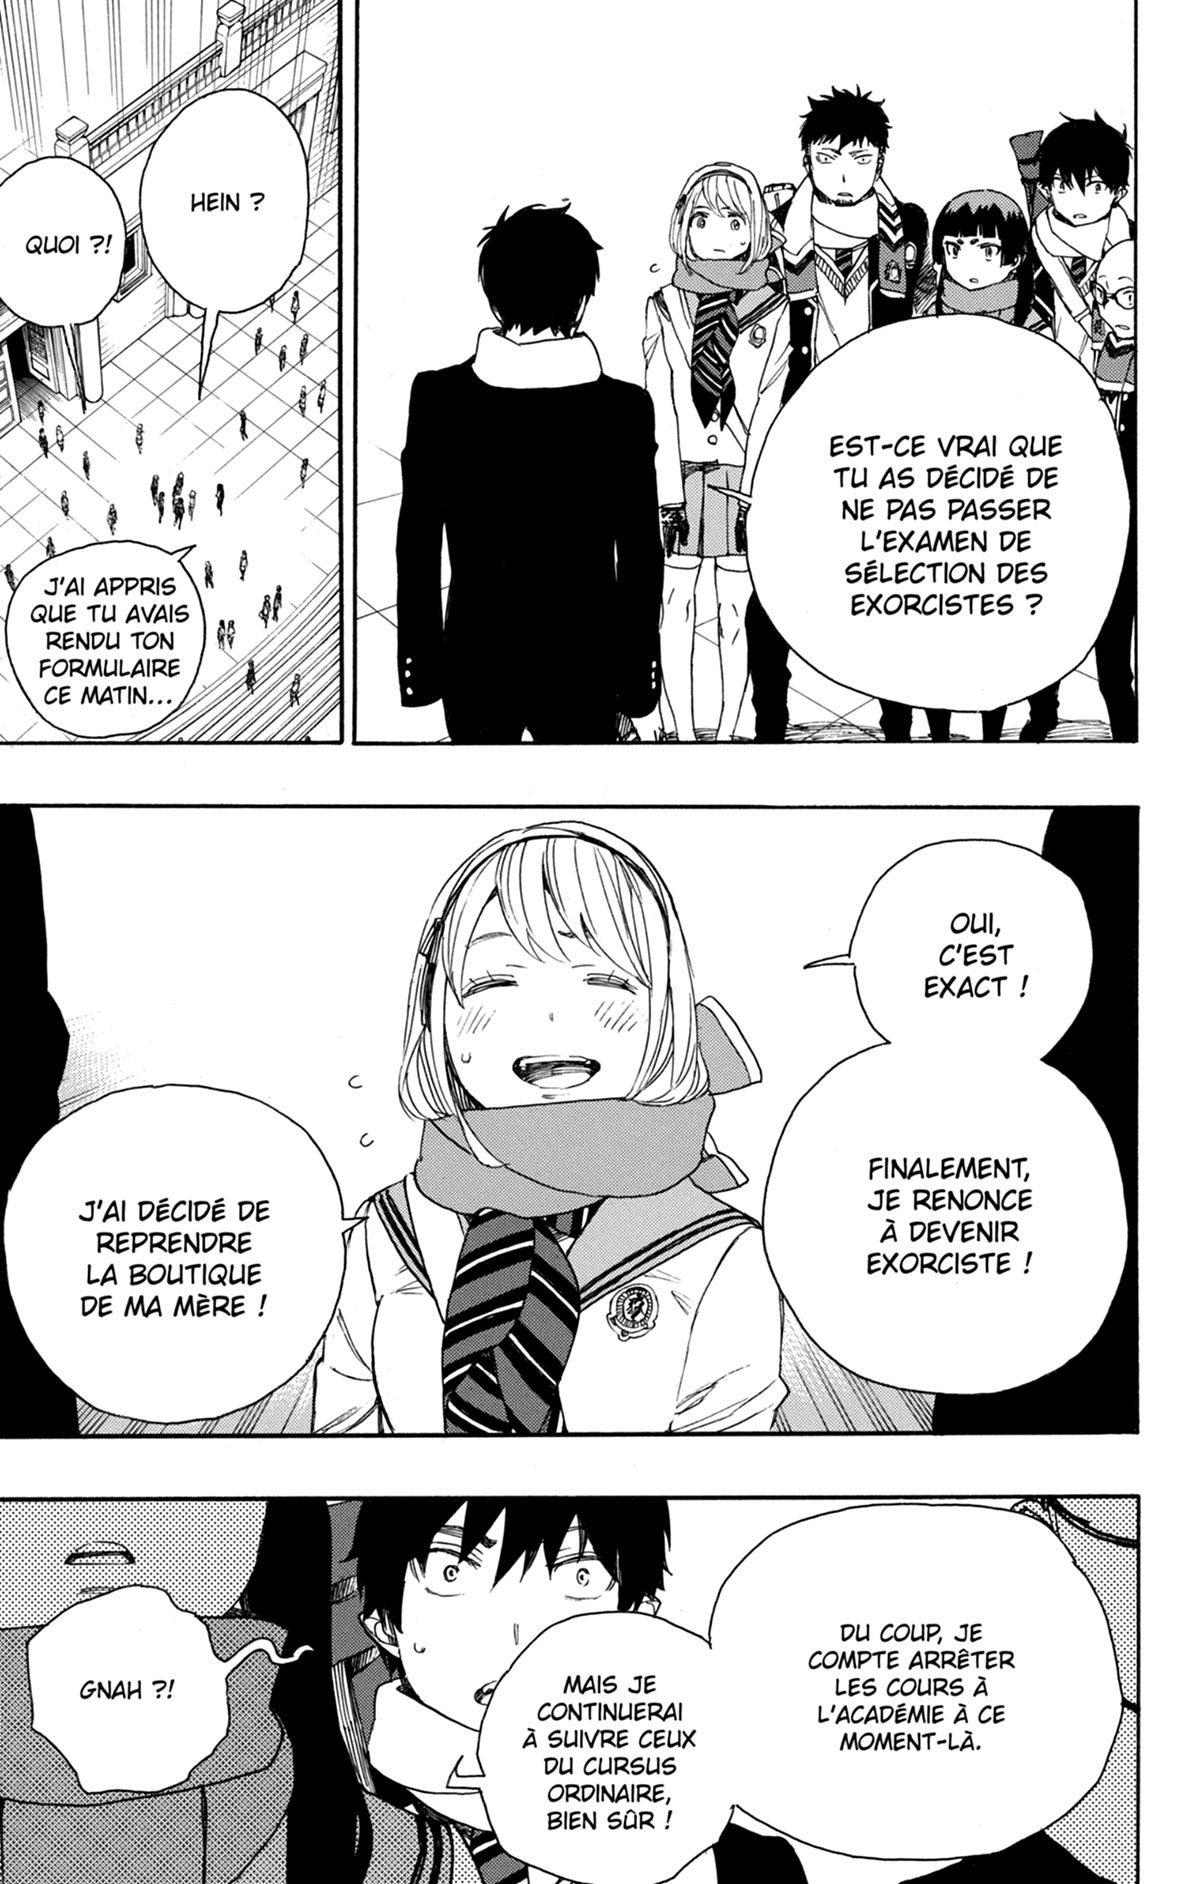 EST-CE VRAI QUE
TU AS DÉCIDÉ DE
NE PAS PASSER
L'EXAMEN DE
SÉLECTION DES
EXORCISTES ?
HEIN ?
QUOI ?!
J'AI APPRIS
QUE TU AVAIS
RENDU TON
FORMULAIRE
CE MATIN...
OUI,
C'EST
EXACT !
FINALEMENT,
JE RENONCE
À DEVENIR
EXORCISTE !
J'AI DÉCIDÉ DE
REPRENDRE
LA BOUTIQUE
DE MA MÈRE !
DU COUP, JE
COMPTE ARRÊTER
LES COURS À
L'ACADÉMIE À CE
MOMENT-LÀ.
MAIS JE
CONTINUERAI
À SUIVRE CEUX
DU CURSUS
ORDINAIRE,
BIEN SÛR !
GNAH ?!